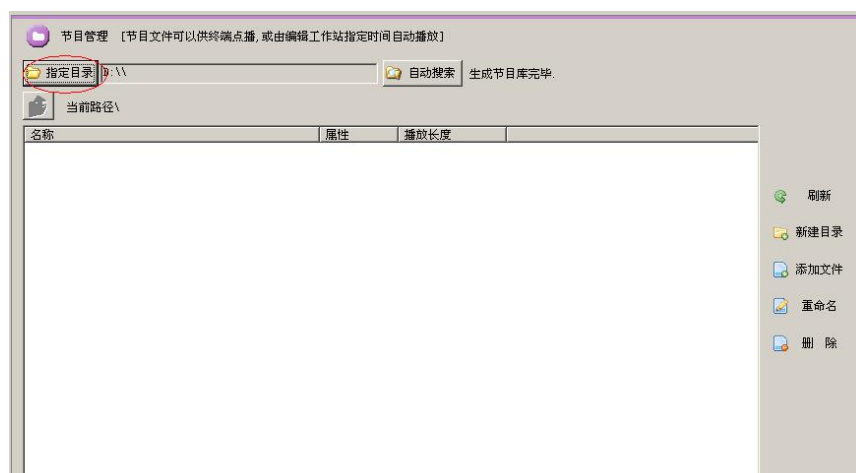 节目管理 [节目文件可以供终端点播,或由编辑工作站指定时间自动播放]
指定目录 D:\\ 自动搜索 生成节目库完毕.
当前路径\
名称 属性 播放长度
刷新
新建目录
添加文件
重命名
删 除